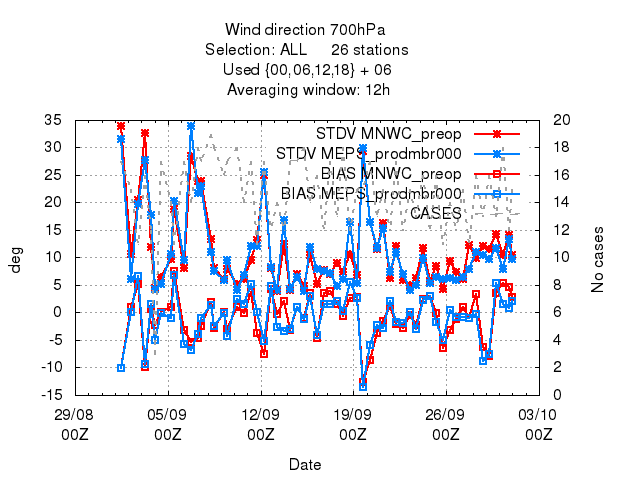 Wind direction 700hPa
Selection: ALL 26 stations
Used {00,06,12,18} + 06
Averaging window: 12h
35 20
30 18
25 16
20 14
15 12
10 10
5 8
0 6
-5 4
-10 2
-15 0
STDV MNWC_preop
STDV MEPS_prodmbr000
BIAS MNWC_preop
BIAS MEPS_prodmbr000
CASES
deg
No cases
29/08 05/09 12/09 19/09 26/09 03/10
00Z 00Z 00Z 00Z 00Z 00Z
Date